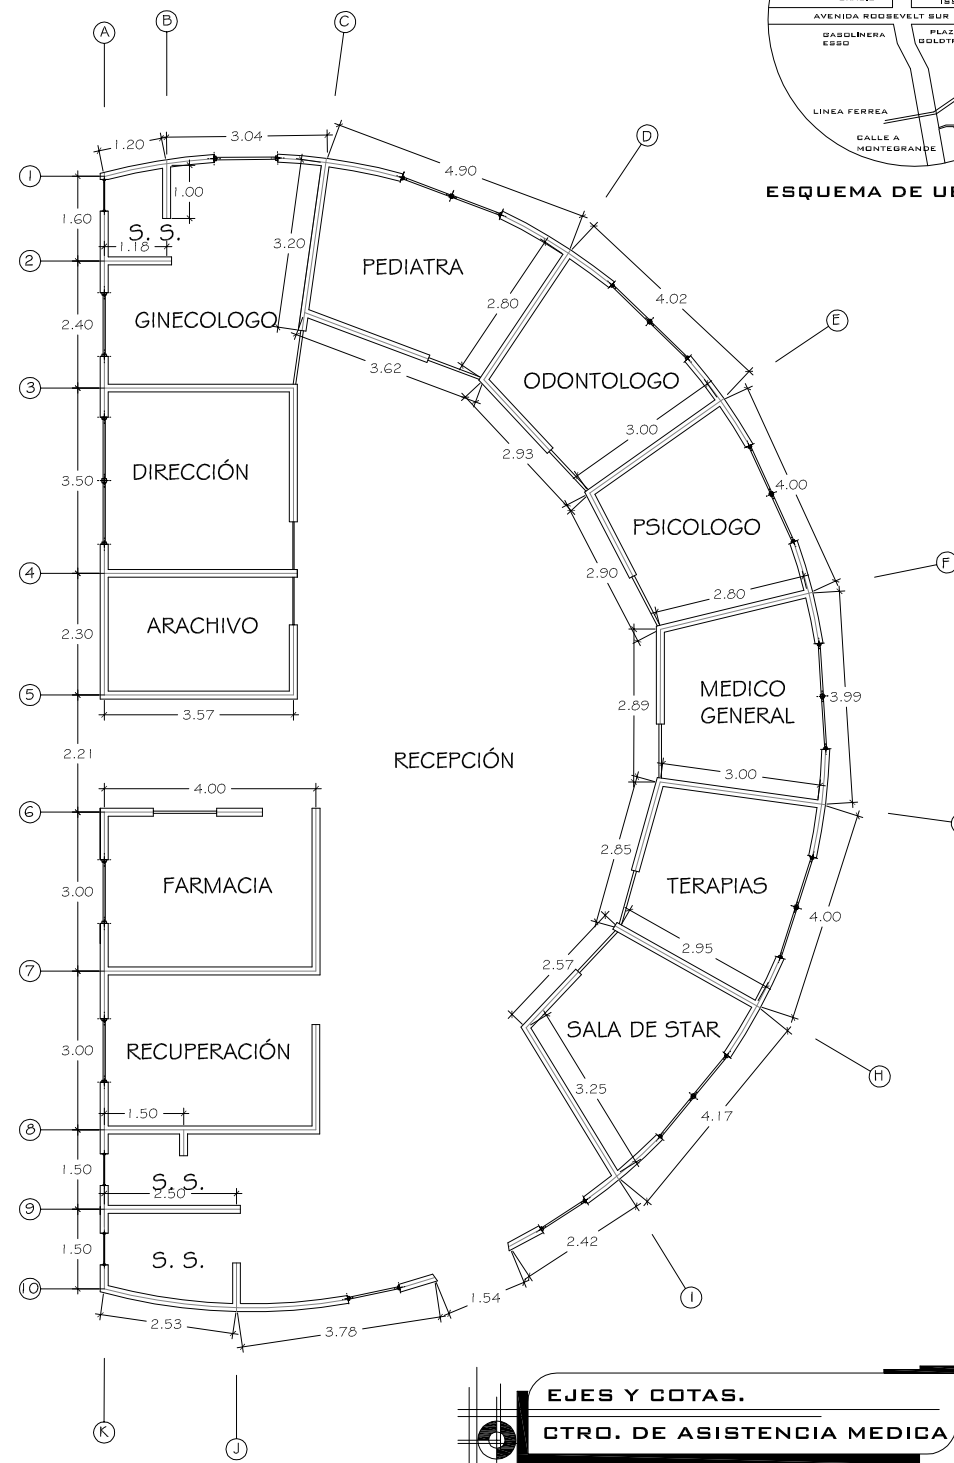 A
B
C
D
E
F
H
I
J
K
1
2
3
4
5
6
7
8
9
10
AVENIDA ROOSEVELT SUR
GASOLINERA
ESSO
LINEA FERREA
CALLE A
MONTEGRANDE
1.20
3.04
4.90
1.00
1.60
S. S.
1.18
3.20
PEDIATRA
2.80
4.02
GINECOLOGO
2.40
3.62
ODONTOLOGO
3.00
2.93
DIRECCIÓN
3.50
4.00
PSICOLOGO
2.90
2.80
ARACHIVO
2.30
MEDICO
GENERAL
3.99
2.89
3.57
2.21
RECEPCIÓN
4.00
3.00
FARMACIA
3.00
2.85
TERAPIAS
4.00
2.95
2.57
RECUPERACIÓN
3.00
SALA DE STAR
3.25
4.17
1.50
1.50
S. S.
2.50
1.50
S. S.
2.42
1.54
2.53
3.78
EJES Y COTAS.
CTRO. DE ASISTENCIA MEDICA